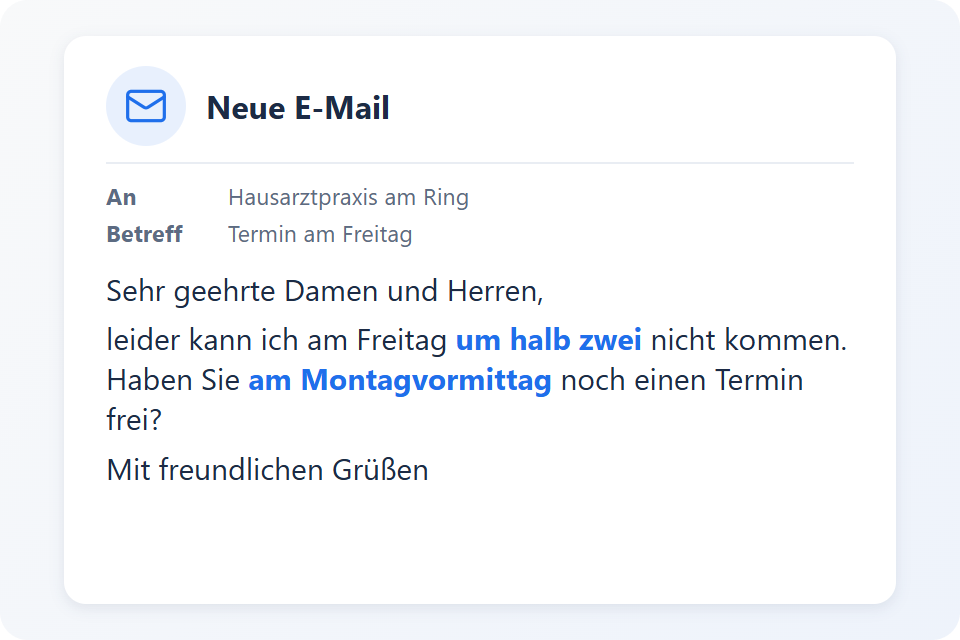 Neue E-Mail
An Hausarztpraxis am Ring
Betreff Termin am Freitag
Sehr geehrte Damen und Herren,
leider kann ich am Freitag um halb zwei nicht kommen.
Haben Sie am Montagvormittag noch einen Termin
frei?
Mit freundlichen Grüßen